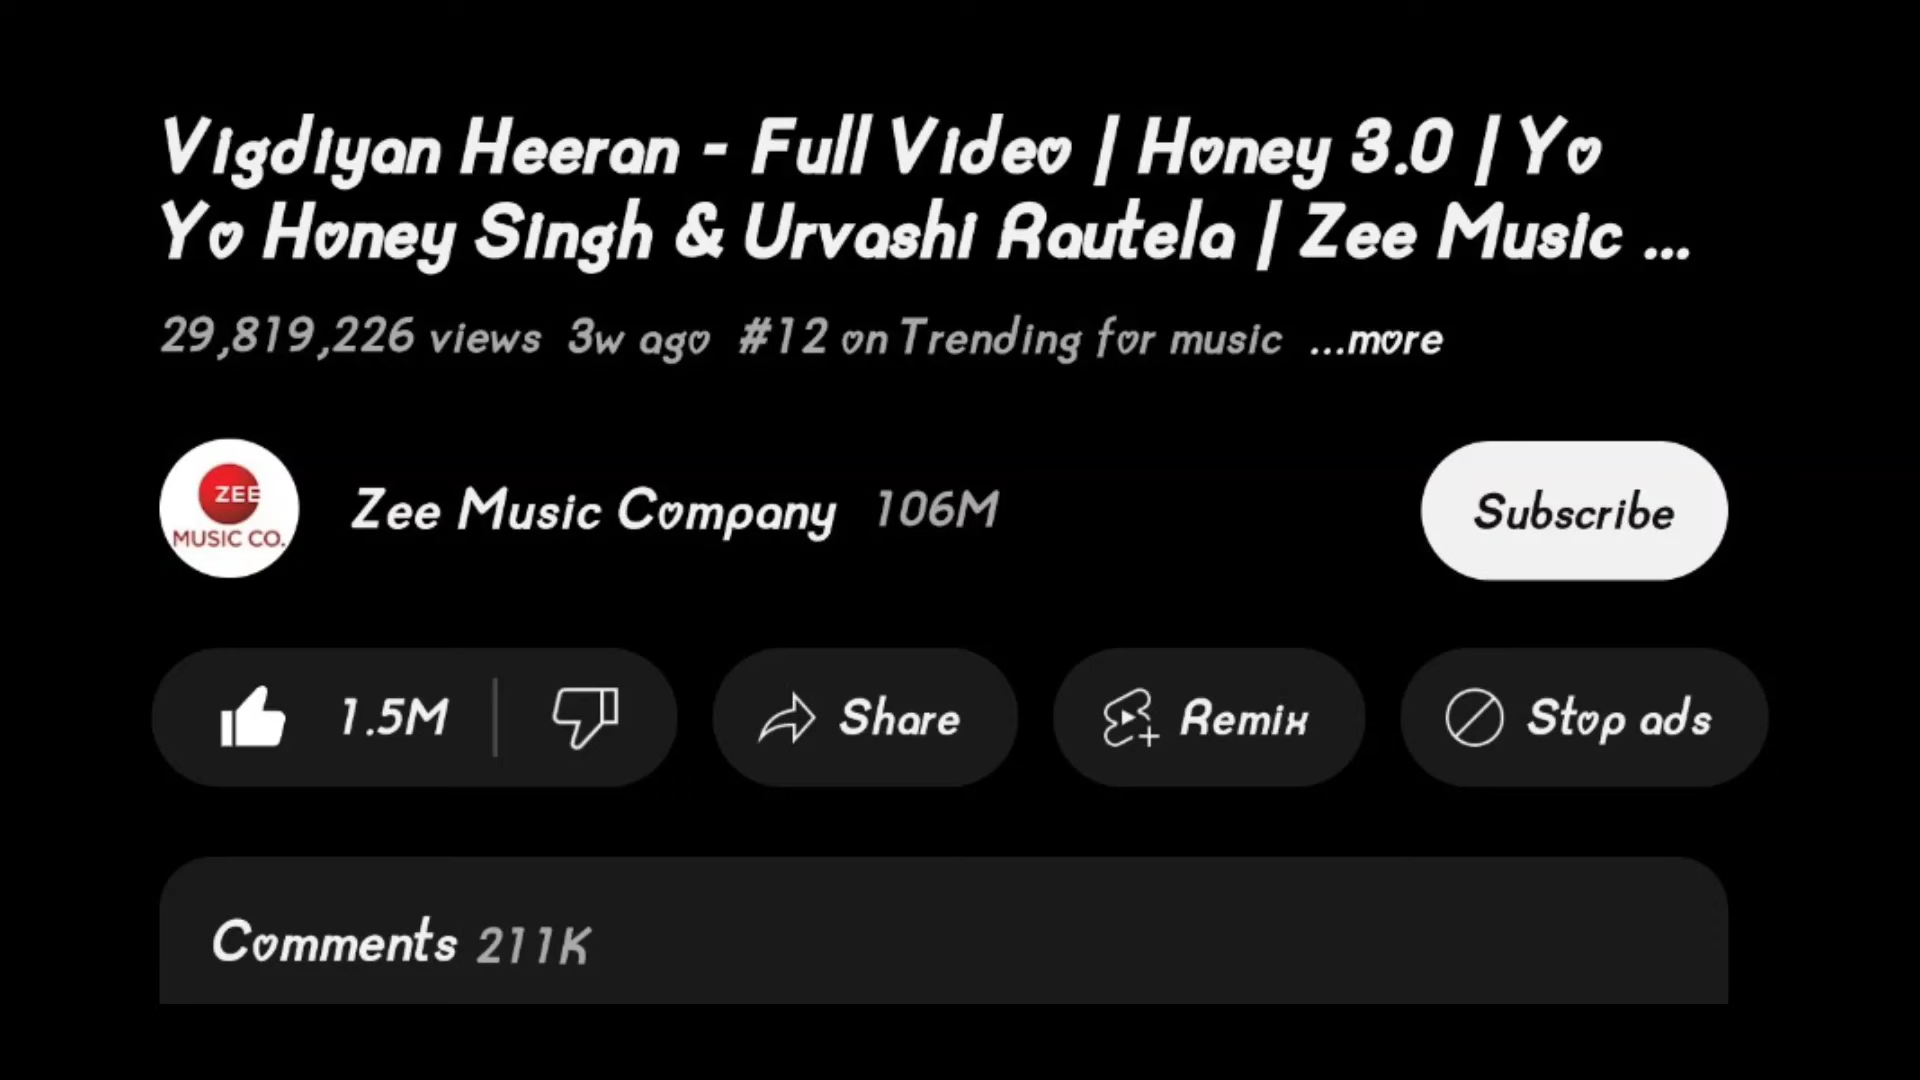 Vigdiyan Heeran - Full Video | Honey 3.0 | Yo
Yo Honey Singh & Urvashi Rautela | Zee Music ...
29,819,226 views 3w ago #12 on Trending for music ...more
ZEE
MUSIC CO.
Zee Music Company 106M
Subscribe
1.5M
Share
Remix
Stop ads
Comments 211K